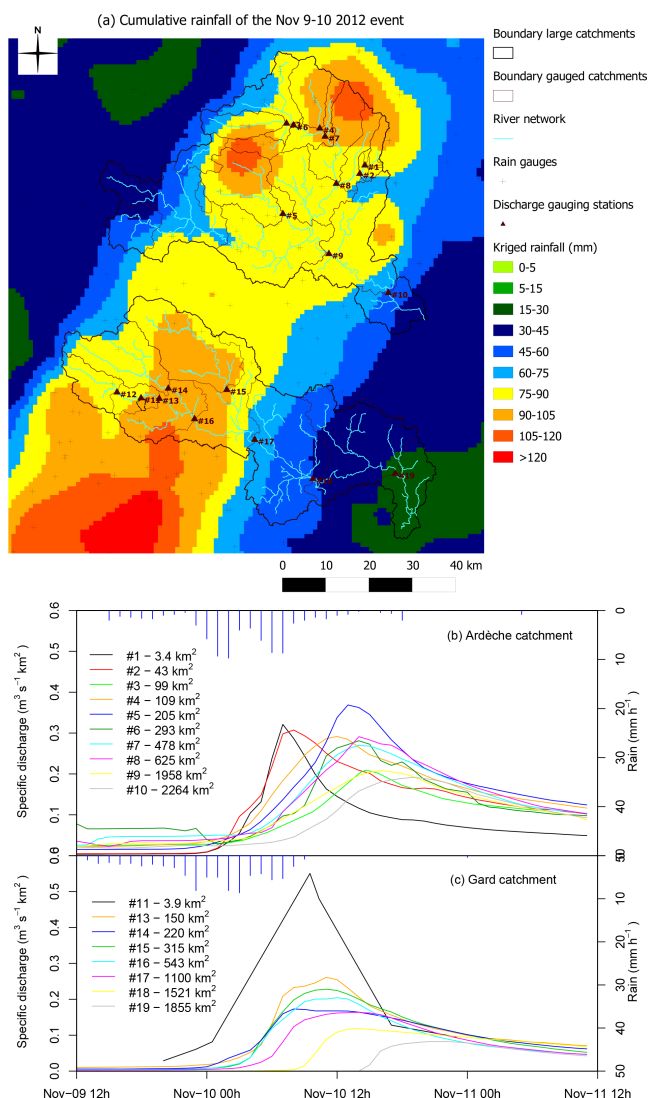 (a) Cumulative rainfall of the Nov 9-10 2012 event
N
#6
#4
#7
#1
#2
#8
#5
#9
#10
#12
#11
#13
#14
#15
#16
#17
#18
#19
0 10 20 30 40 km
Boundary large catchments
Boundary gauged catchments
River network
Rain gauges
Discharge gauging stations
Kriged rainfall (mm)
0-5
5-15
15-30
30-45
45-60
60-75
75-90
90-105
105-120
>120
(b) Ardèche catchment
Specific discharge (m³ s⁻¹ km²)
0.6
0.5
0.4
0.3
0.2
0.1
0.0
#1 − 3.4 km²
#2 − 43 km²
#3 − 99 km²
#4 − 109 km²
#5 − 205 km²
#6 − 293 km²
#7 − 478 km²
#8 − 625 km²
#9 − 1958 km²
#10 − 2264 km²
Rain (mm h⁻¹)
0
10
20
30
40
50
(c) Gard catchment
Specific discharge (m³ s⁻¹ km²)
0.6
0.5
0.4
0.3
0.2
0.1
0.0
#11 − 3.9 km²
#13 − 150 km²
#14 − 220 km²
#15 − 315 km²
#16 − 543 km²
#17 − 1100 km²
#18 − 1521 km²
#19 − 1855 km²
Rain (mm h⁻¹)
0
10
20
30
40
50
Nov−09 12h Nov−10 00h Nov−10 12h Nov−11 00h Nov−11 12h